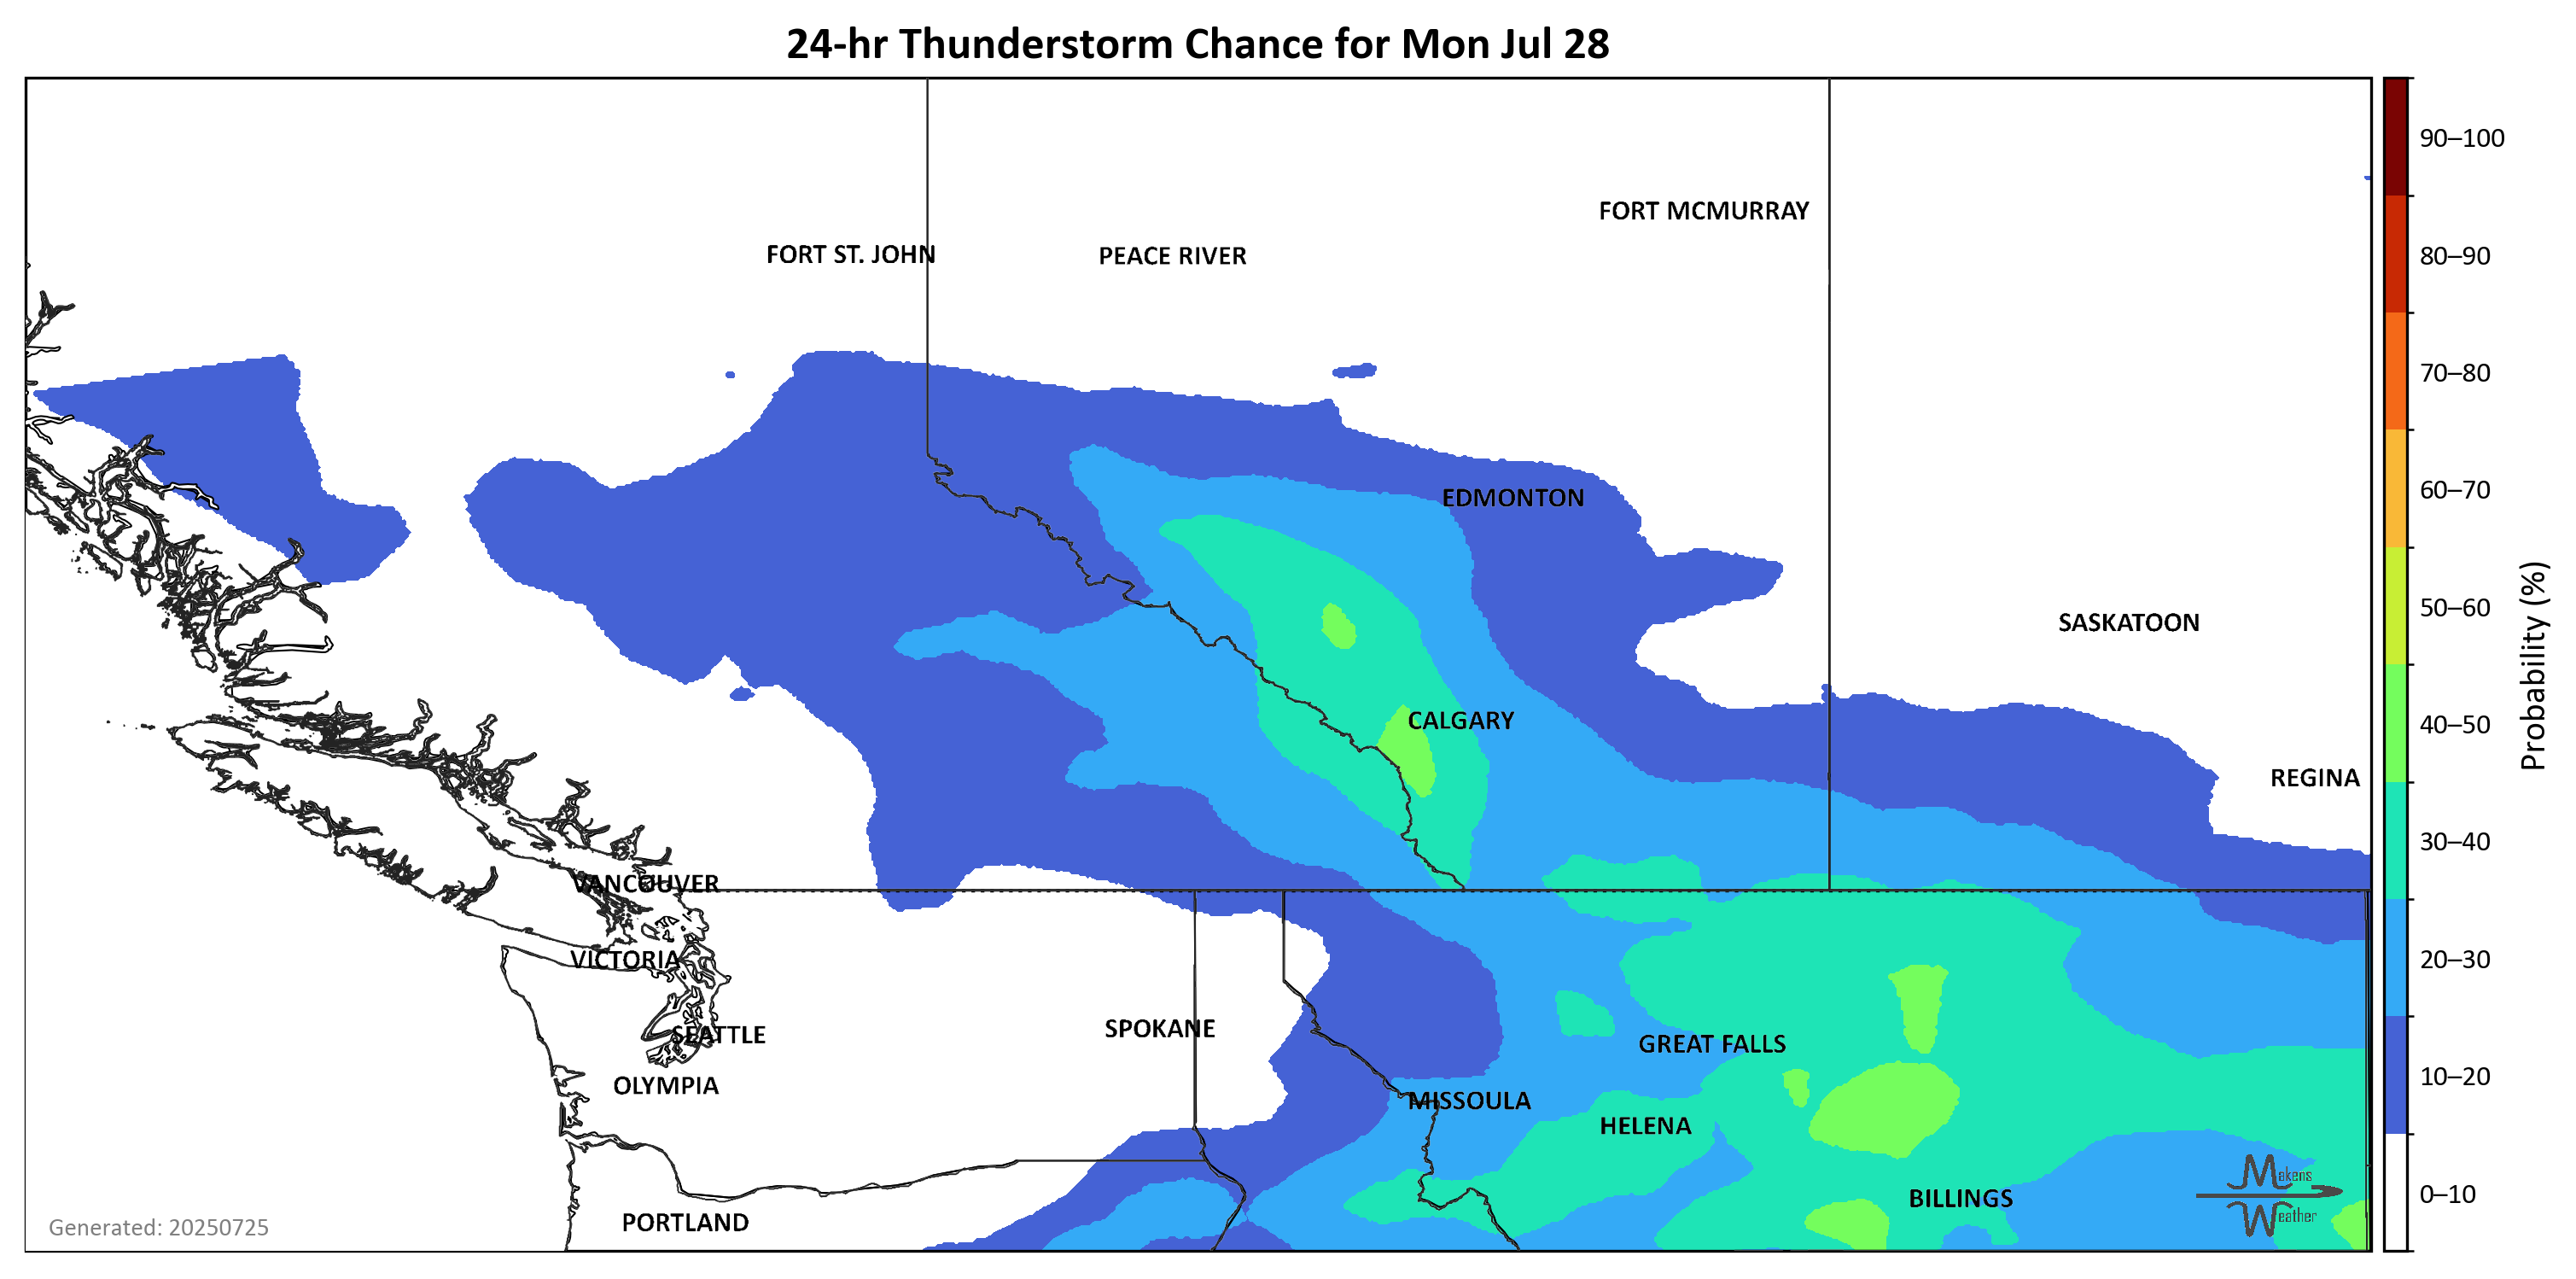 24-hr Thunderstorm Chance for Mon Jul 28
FORT MCMURRAY
FORT ST. JOHN
PEACE RIVER
EDMONTON
SASKATOON
CALGARY
REGINA
VANCOUVER
VICTORIA
SPOKANE
SEATTLE
GREAT FALLS
OLYMPIA
MISSOULA
HELENA
BILLINGS
PORTLAND
Makens
Weather
Generated: 20250725
90–100
80–90
70–80
60–70
50–60
40–50
30–40
20–30
10–20
0–10
Probability (%)